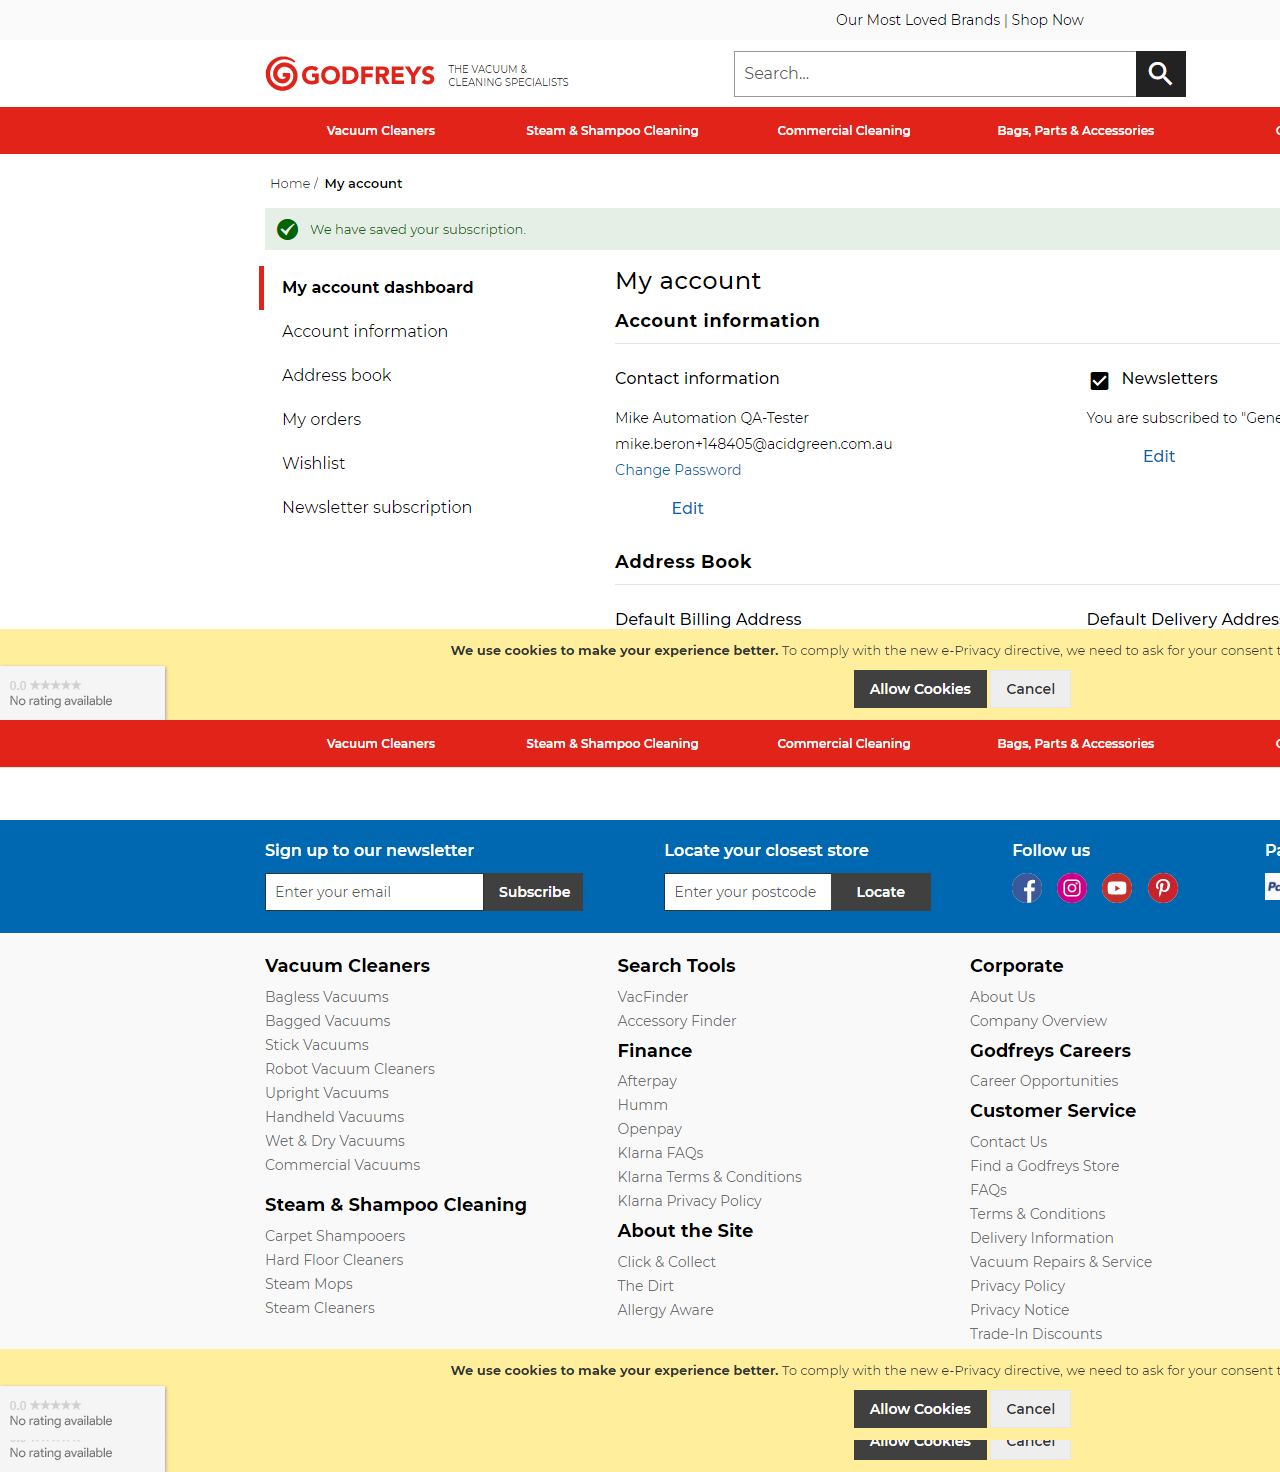 Our Most Loved Brands | Shop Now
GODFREYS THE VACUUM &
CLEANING SPECIALISTS
Search...
Vacuum Cleaners Steam & Shampoo Cleaning Commercial Cleaning Bags, Parts & Accessories
Home / My account
We have saved your subscription.
My account dashboard
Account information
Address book
My orders
Wishlist
Newsletter subscription
My account
Account information
Contact information
Mike Automation QA-Tester
mike.beron+148405@acidgreen.com.au
Change Password
Edit
Newsletters
You are subscribed to "Gene
Edit
Address Book
Default Billing Address
Default Delivery Addres
We use cookies to make your experience better. To comply with the new e-Privacy directive, we need to ask for your consent t
Allow Cookies Cancel
0.0
No rating available
Vacuum Cleaners Steam & Shampoo Cleaning Commercial Cleaning Bags, Parts & Accessories
Sign up to our newsletter
Enter your email Subscribe
Locate your closest store
Enter your postcode Locate
Follow us
Pa
Vacuum Cleaners
Bagless Vacuums
Bagged Vacuums
Stick Vacuums
Robot Vacuum Cleaners
Upright Vacuums
Handheld Vacuums
Wet & Dry Vacuums
Commercial Vacuums
Steam & Shampoo Cleaning
Carpet Shampooers
Hard Floor Cleaners
Steam Mops
Steam Cleaners
Search Tools
VacFinder
Accessory Finder
Finance
Afterpay
Humm
Openpay
Klarna FAQs
Klarna Terms & Conditions
Klarna Privacy Policy
About the Site
Click & Collect
The Dirt
Allergy Aware
Corporate
About Us
Company Overview
Godfreys Careers
Career Opportunities
Customer Service
Contact Us
Find a Godfreys Store
FAQs
Terms & Conditions
Delivery Information
Vacuum Repairs & Service
Privacy Policy
Privacy Notice
Trade-In Discounts
We use cookies to make your experience better. To comply with the new e-Privacy directive, we need to ask for your consent t
Allow Cookies Cancel
0.0
No rating available
Allow Cookies Cancel
No rating available